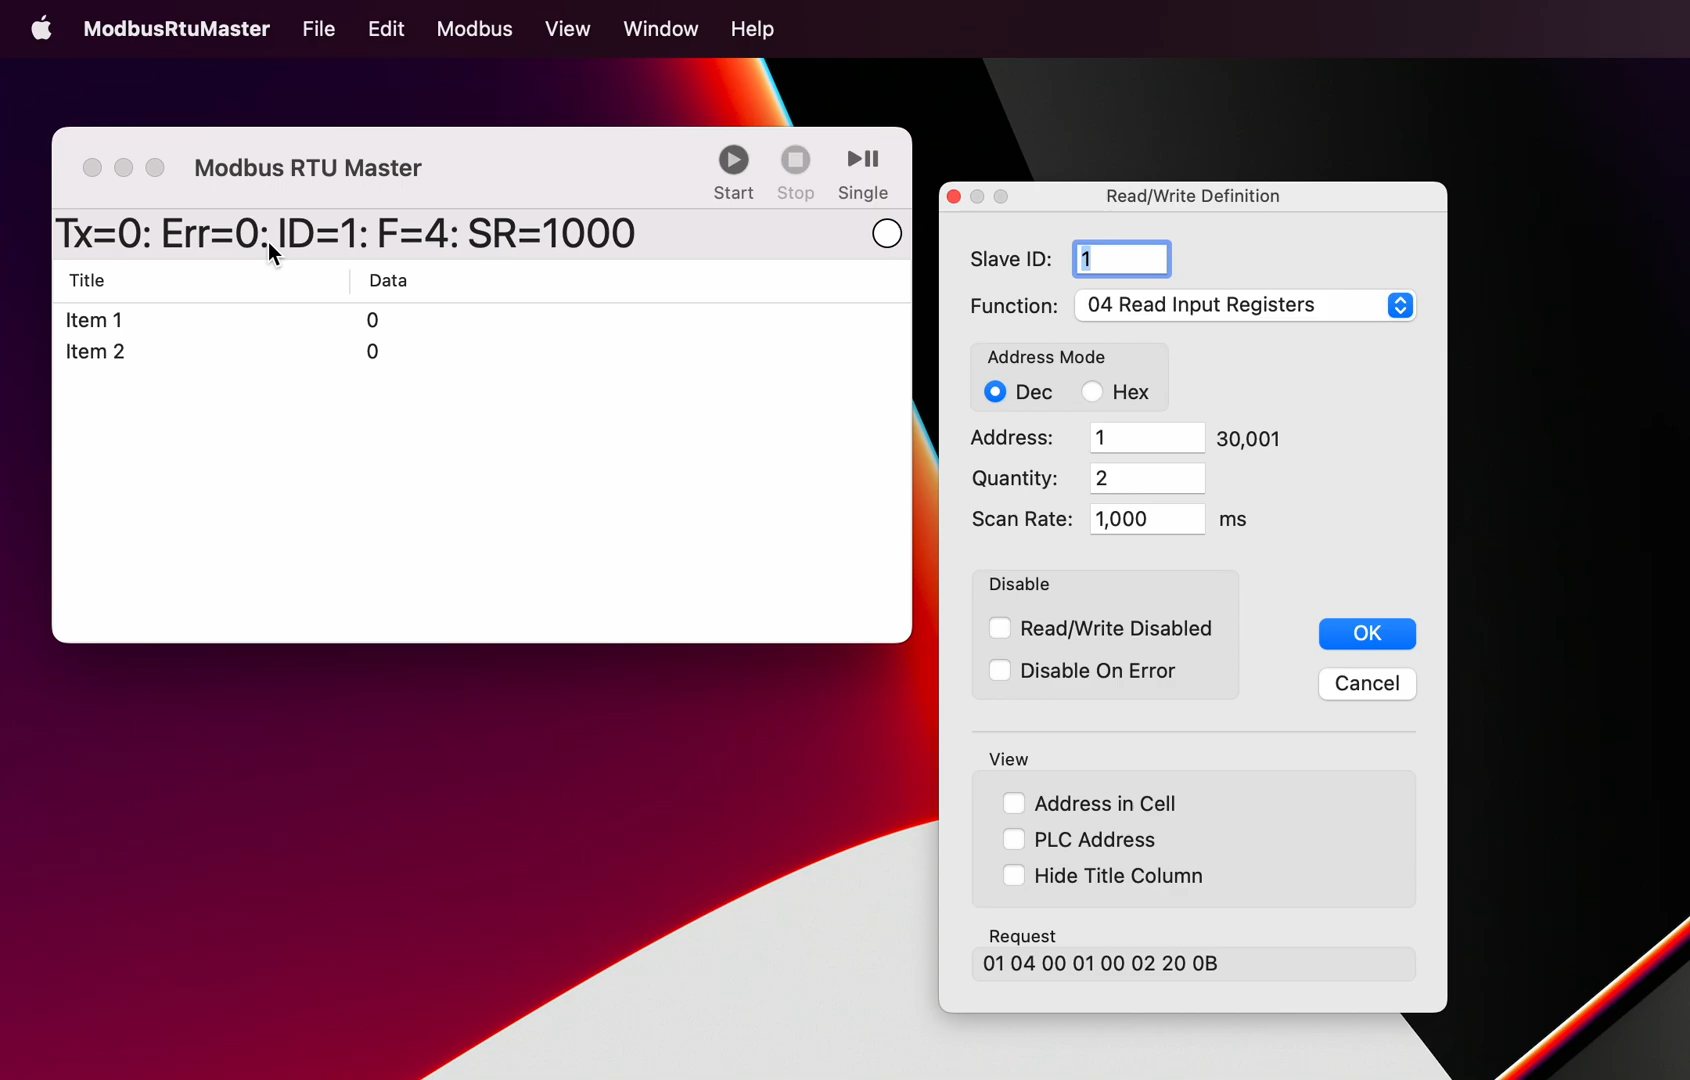 ModbusRtuMaster File Edit Modbus View Window Help
Modbus RTU Master
Start Stop Single
Tx=0: Err=0: ID=1: F=4: SR=1000
Title Data
Item 1 0
Item 2 0
Read/Write Definition
Slave ID: 1
Function: 04 Read Input Registers
Address Mode
Dec Hex
Address: 1 30,001
Quantity: 2
Scan Rate: 1,000 ms
Disable
Read/Write Disabled
Disable On Error
OK
Cancel
View
Address in Cell
PLC Address
Hide Title Column
Request
01 04 00 01 00 02 20 0B